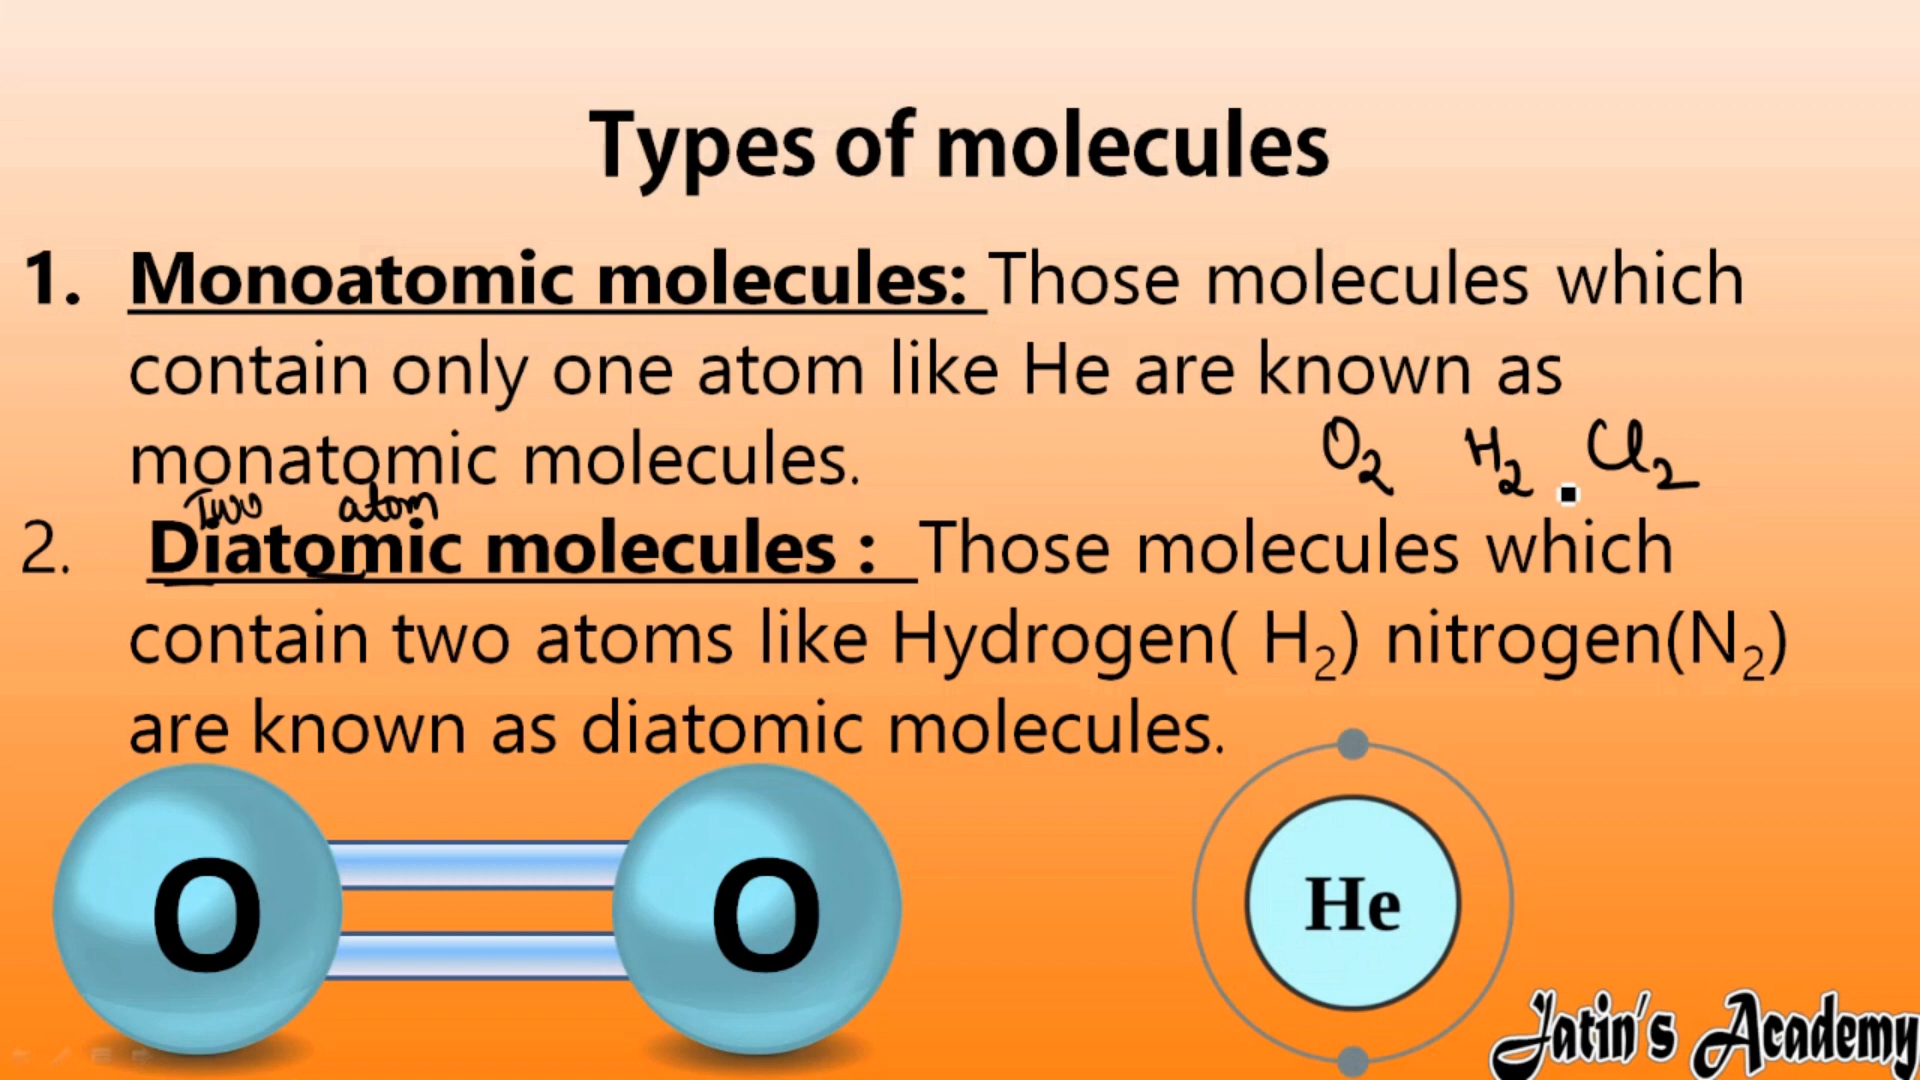 Types of molecules
1. Monoatomic molecules: Those molecules which
contain only one atom like He are known as
monatomic molecules.
O₂ H₂ Cl₂
Two atom
2. Diatomic molecules : Those molecules which
contain two atoms like Hydrogen( H₂) nitrogen(N₂)
are known as diatomic molecules.
O O
He
Jatin's Academy